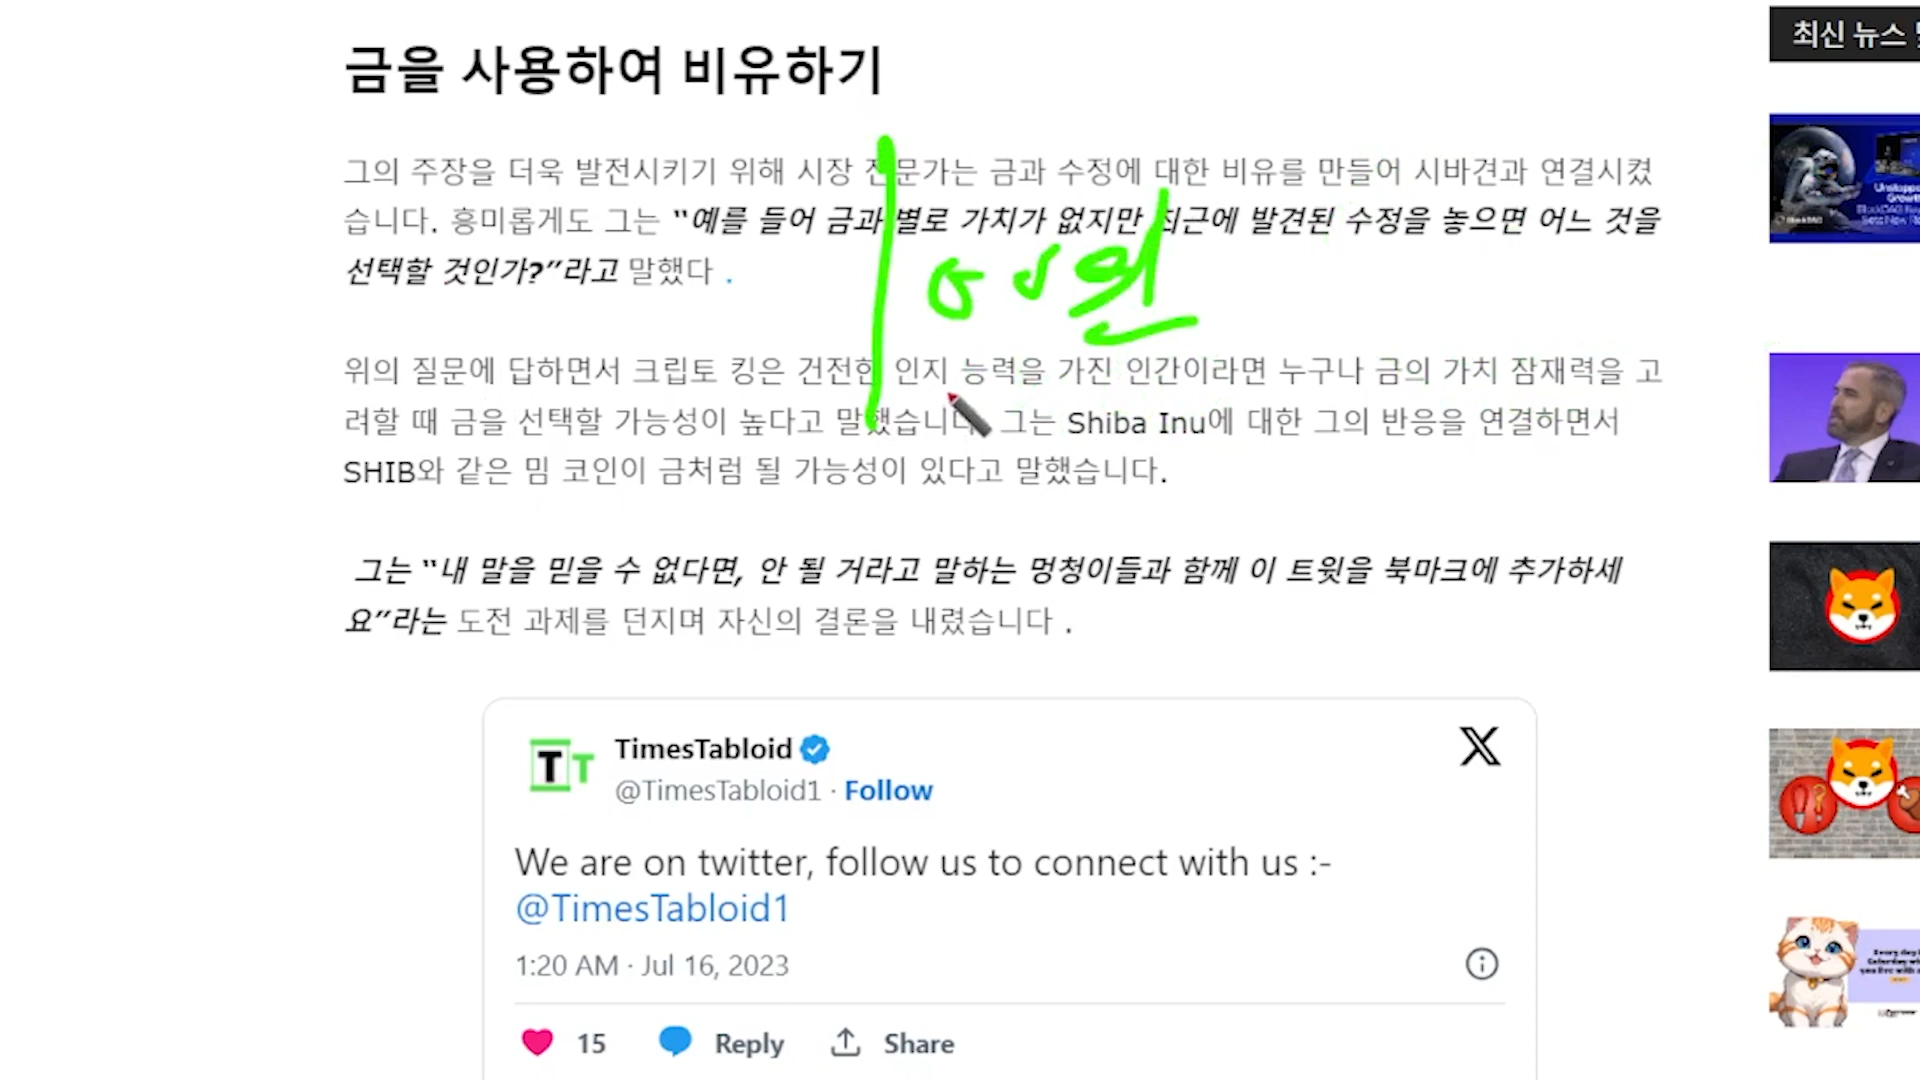 금을 사용하여 비유하기
최신 뉴스
그의 주장을 더욱 발전시키기 위해 시장 전문가는 금과 수정에 대한 비유를 만들어 시바견과 연결시켰
습니다. 흥미롭게도 그는 “예를 들어 금과 별로 가치가 없지만 최근에 발견된 수정을 놓으면 어느 것을
선택할 것인가?”라고 말했다 .
위의 질문에 답하면서 크립토 킹은 건전한 인지 능력을 가진 인간이라면 누구나 금의 가치 잠재력을 고
려할 때 금을 선택할 가능성이 높다고 말했습니다. 그는 Shiba Inu에 대한 그의 반응을 연결하면서
SHIB와 같은 밈 코인이 금처럼 될 가능성이 있다고 말했습니다.
그는 “내 말을 믿을 수 없다면, 안 될 거라고 말하는 멍청이들과 함께 이 트윗을 북마크에 추가하세
요”라는 도전 과제를 던지며 자신의 결론을 내렸습니다 .
TimesTabloid
@TimesTabloid1 · Follow
We are on twitter, follow us to connect with us :-
@TimesTabloid1
1:20 AM · Jul 16, 2023
15 Reply Share